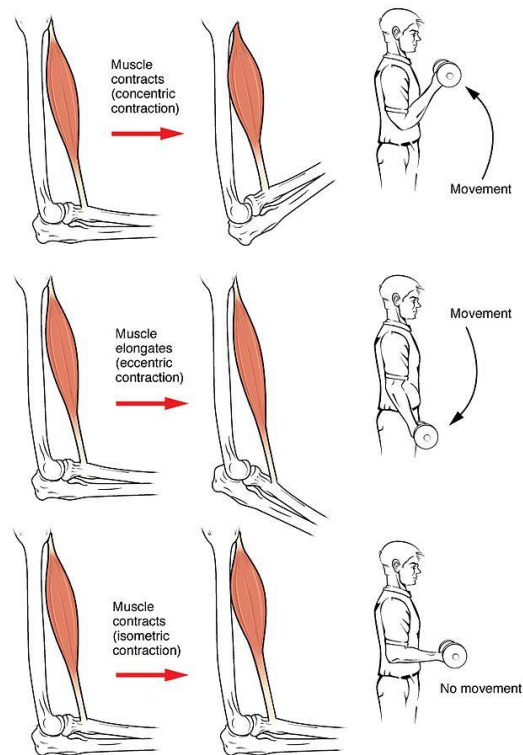 Muscle
contracts
(concentric
contraction)
Movement
Muscle
elongates
(eccentric
contraction)
Movement
Muscle
contracts
(isometric
contraction)
No movement